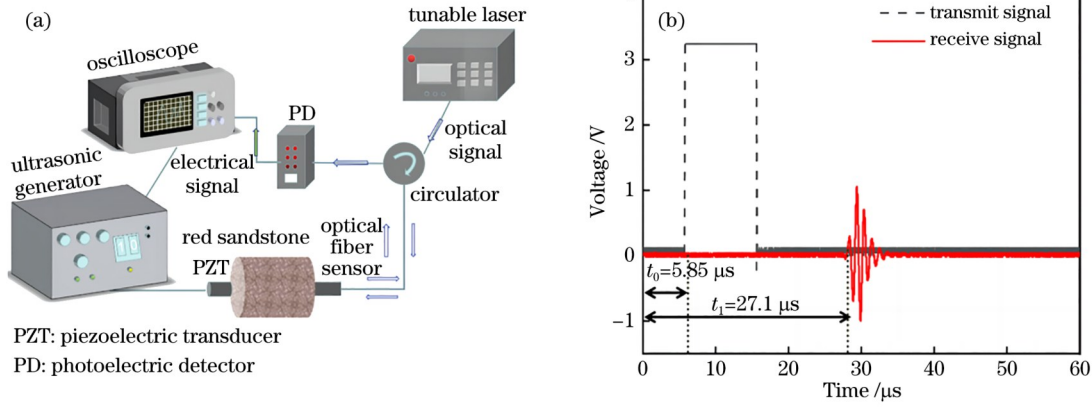 (a)
tunable laser
oscilloscope
PD
optical
signal
ultrasonic
generator
electrical
signal
circulator
red sandstone
optical
fiber
sensor
PZT
PZT: piezoelectric transducer
PD: photoelectric detector
(b)
transmit signal
receive signal
Voltage /V
3
2
1
0
−1
t₀=5.85 μs
t₁=27.1 μs
0 10 20 30 40 50 60
Time /μs